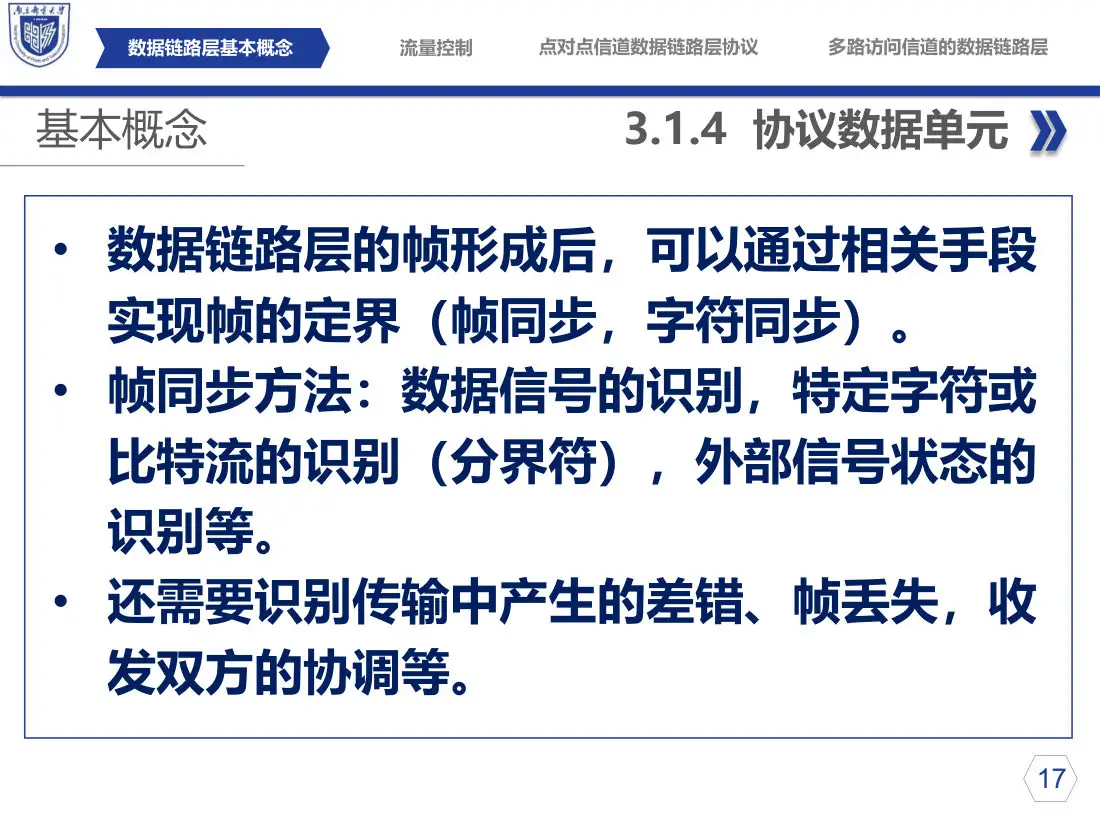 数据链路层基本概念
流量控制
点对点信道数据链路层协议
多路访问信道的数据链路层
基本概念
3.1.4 协议数据单元
• 数据链路层的帧形成后，可以通过相关手段
实现帧的定界（帧同步，字符同步）。
• 帧同步方法：数据信号的识别，特定字符或
比特流的识别（分界符），外部信号状态的
识别等。
• 还需要识别传输中产生的差错、帧丢失，收
发双方的协调等。
17